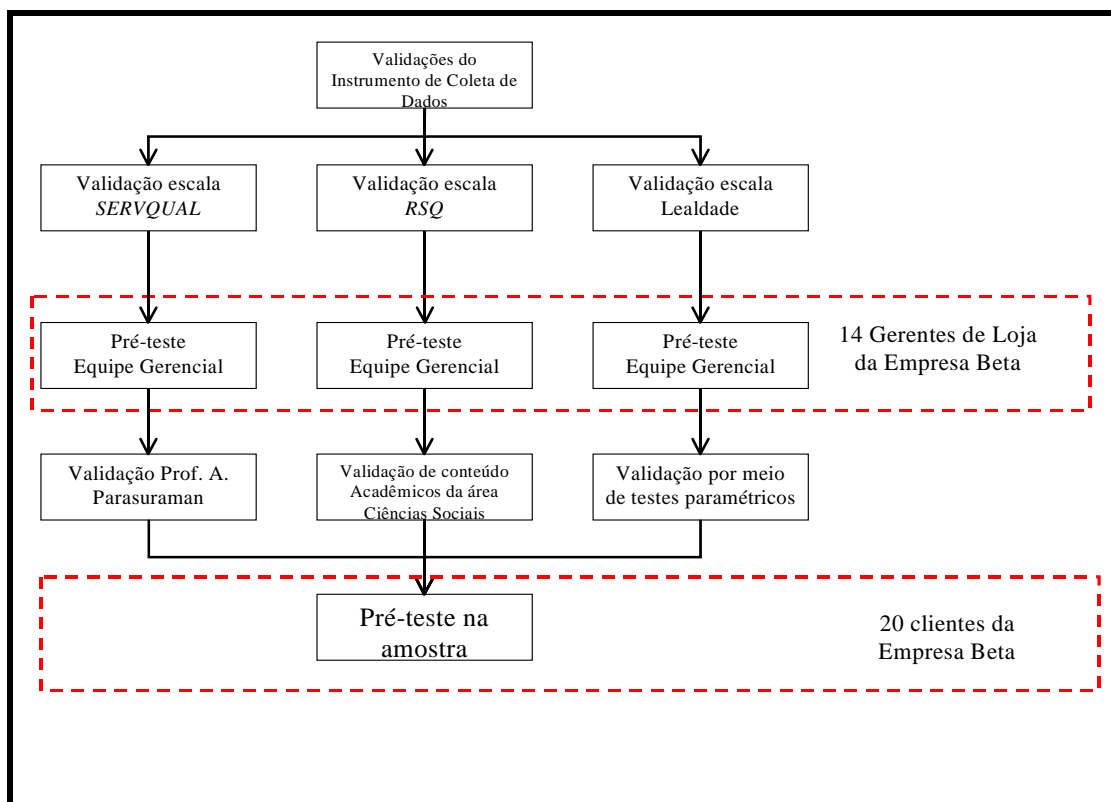 Validações do
Instrumento de Coleta de
Dados
Validação escala
SERVQUAL
Validação escala
RSQ
Validação escala
Lealdade
Pré-teste
Equipe Gerencial
Pré-teste
Equipe Gerencial
Pré-teste
Equipe Gerencial
14 Gerentes de Loja
da Empresa Beta
Validação Prof. A.
Parasuraman
Validação de conteúdo
Acadêmicos da área
Ciências Sociais
Validação por meio
de testes paramétricos
Pré-teste na
amostra
20 clientes da
Empresa Beta